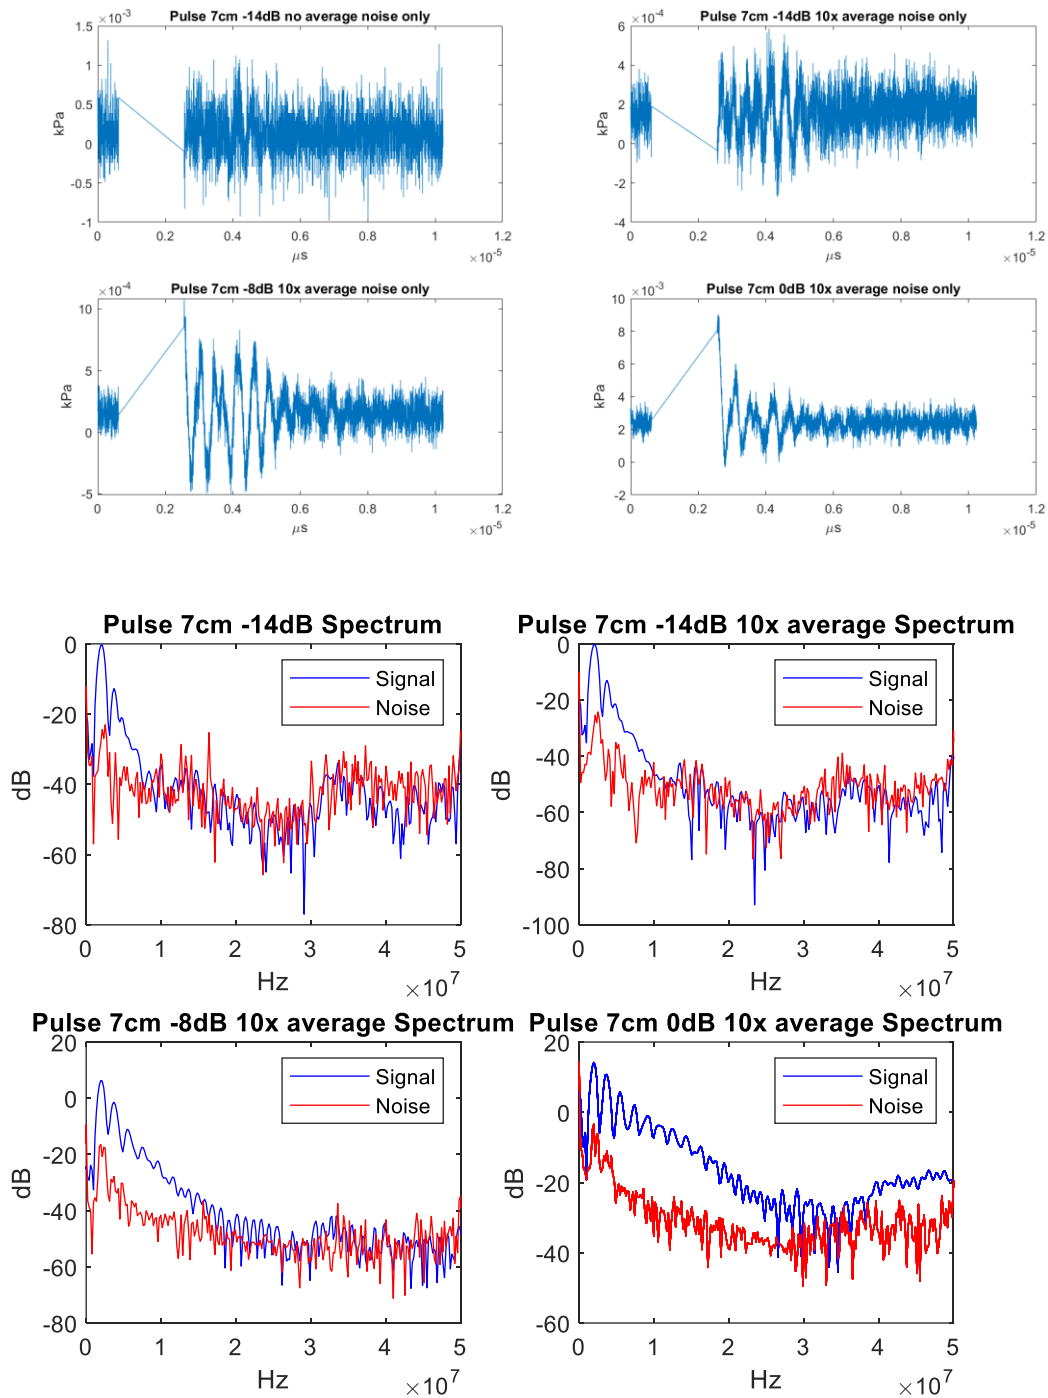 Pulse 7cm -14dB no average noise only
×10⁻³
1.5
1
0.5
0
-0.5
-1
kPa
0 0.2 0.4 0.6 0.8 1 1.2
μs
×10⁻⁵
Pulse 7cm -14dB 10x average noise only
×10⁻⁴
6
4
2
0
-2
-4
kPa
0 0.2 0.4 0.6 0.8 1 1.2
μs
×10⁻⁵
Pulse 7cm -8dB 10x average noise only
×10⁻⁴
10
5
0
-5
kPa
0 0.2 0.4 0.6 0.8 1 1.2
μs
×10⁻⁵
Pulse 7cm 0dB 10x average noise only
×10⁻³
10
8
6
4
2
0
-2
kPa
0 0.2 0.4 0.6 0.8 1 1.2
μs
×10⁻⁵
Pulse 7cm -14dB Spectrum
0
-20
-40
-60
-80
dB
Signal
Noise
0 1 2 3 4 5
Hz
×10⁷
Pulse 7cm -14dB 10x average Spectrum
0
-20
-40
-60
-80
-100
dB
Signal
Noise
0 1 2 3 4 5
Hz
×10⁷
Pulse 7cm -8dB 10x average Spectrum
20
0
-20
-40
-60
-80
dB
Signal
Noise
0 1 2 3 4 5
Hz
×10⁷
Pulse 7cm 0dB 10x average Spectrum
20
0
-20
-40
-60
dB
Signal
Noise
0 1 2 3 4 5
Hz
×10⁷